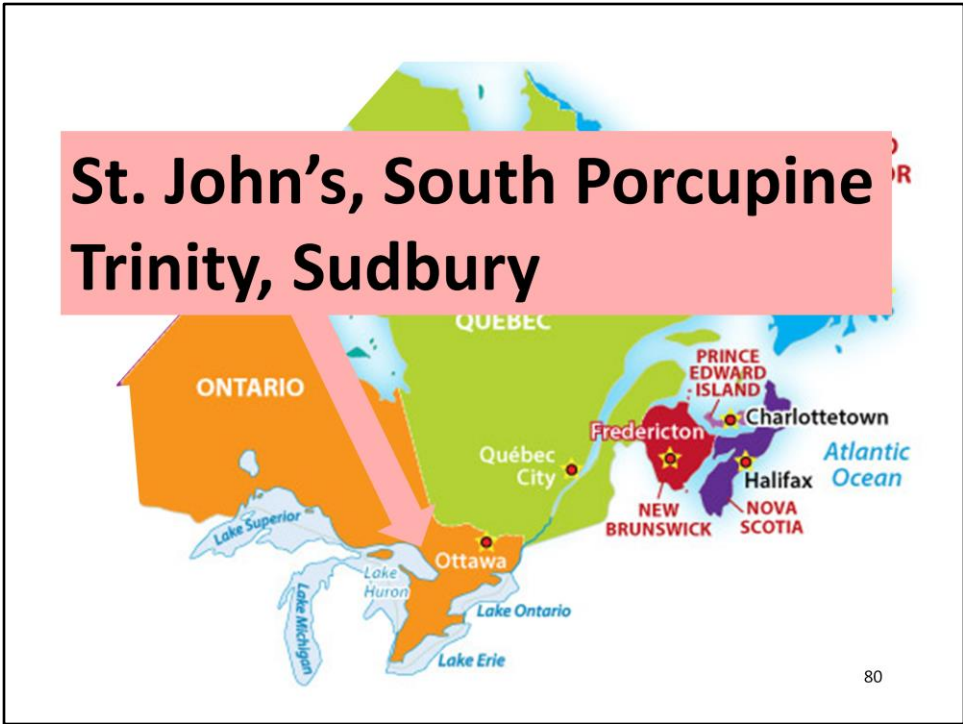 St. John's, South Porcupine
Trinity, Sudbury
QUEBEC
ONTARIO
PRINCE
EDWARD
ISLAND
Charlottetown
Fredericton
Québec
City
Atlantic
Ocean
Halifax
NEW
BRUNSWICK
NOVA
SCOTIA
Lake Superior
Ottawa
Lake
Huron
Lake Michigan
Lake Ontario
Lake Erie
80